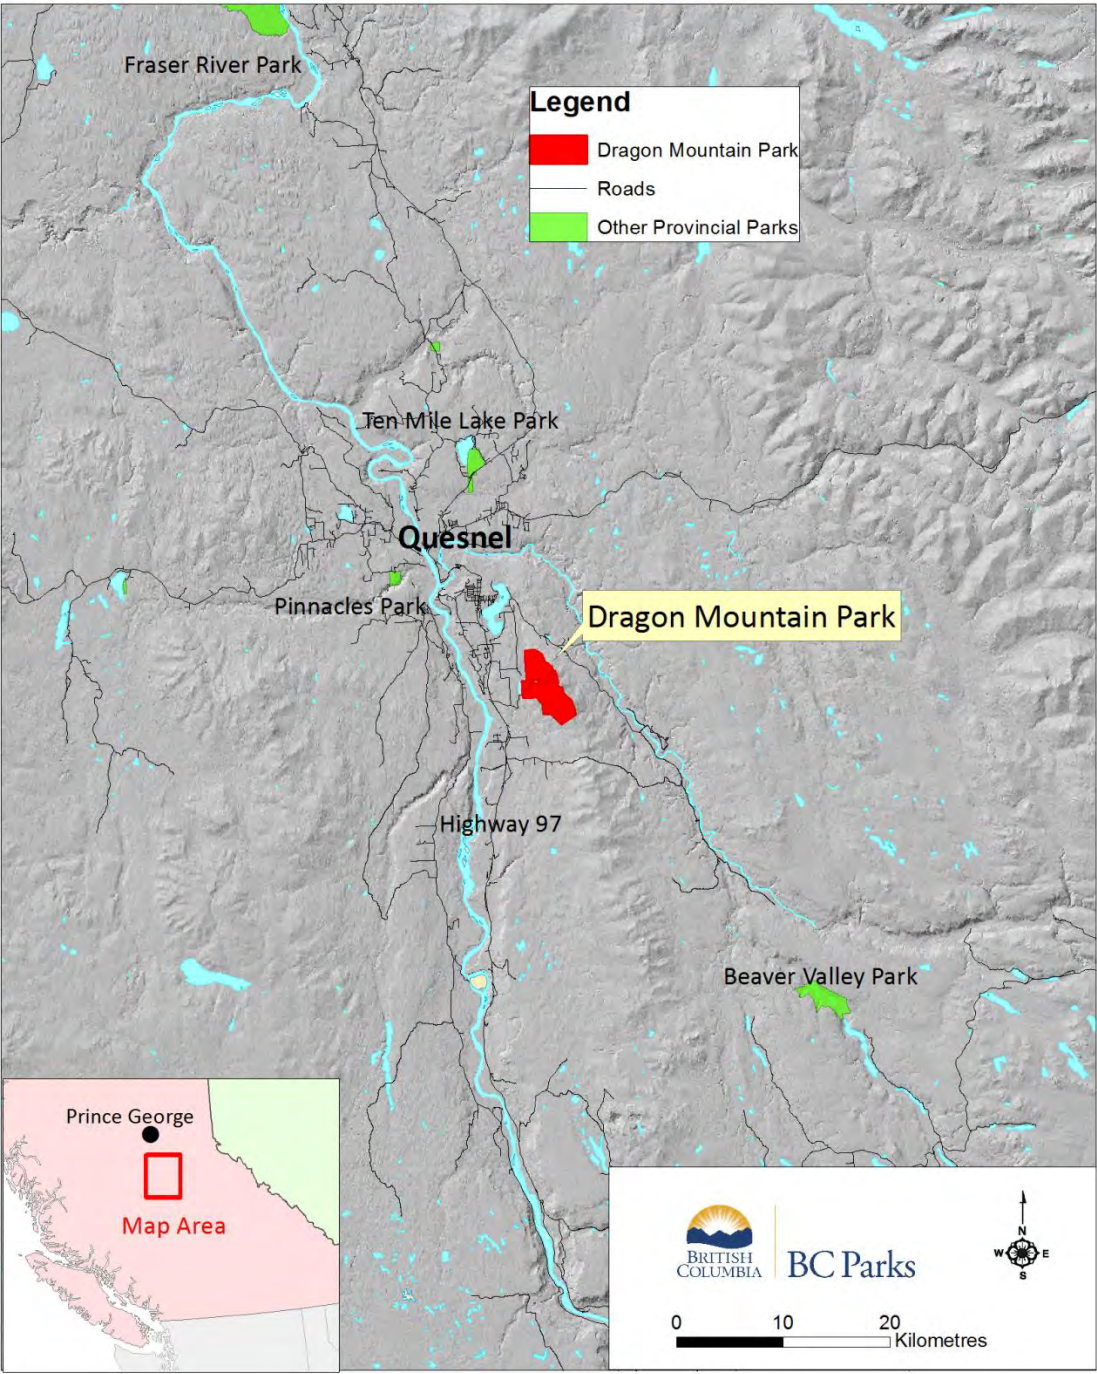 Fraser River Park
Legend
Dragon Mountain Park
Roads
Other Provincial Parks
Ten Mile Lake Park
Quesnel
Pinnacles Park
Dragon Mountain Park
Highway 97
Beaver Valley Park
Prince George
Map Area
BRITISH
COLUMBIA
BC Parks
N
W E
S
0 10 20
Kilometres